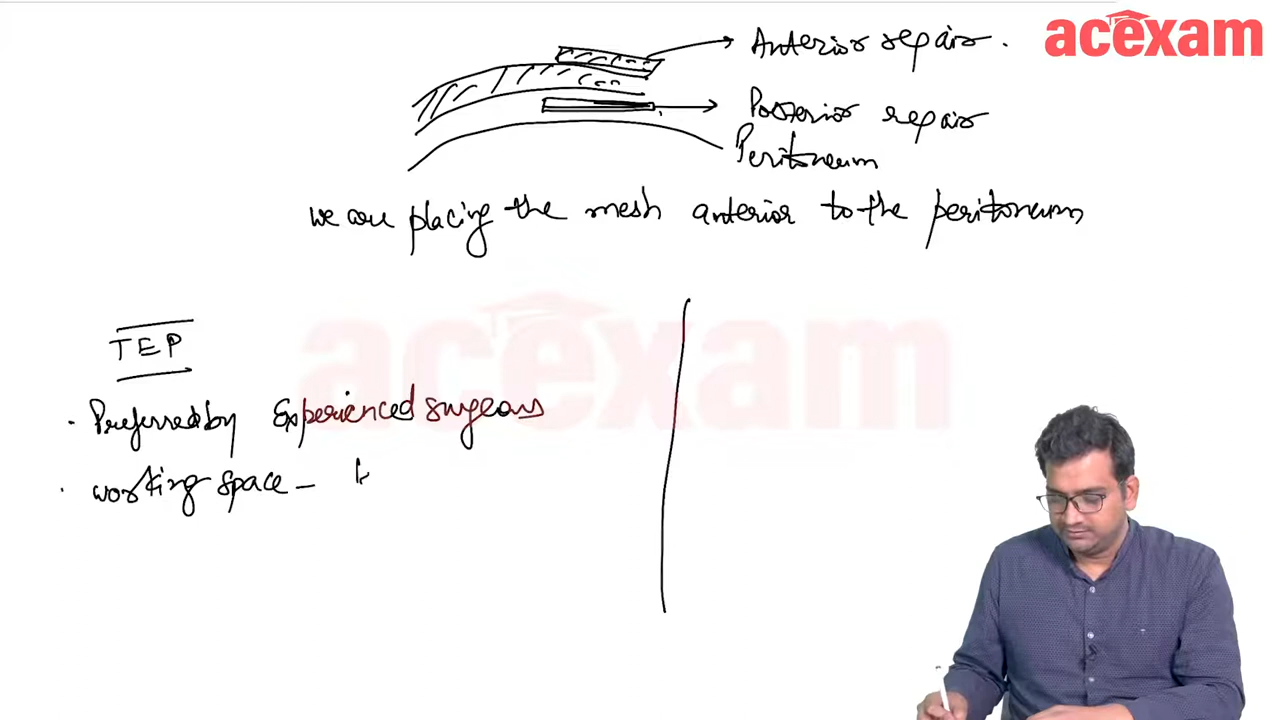 acexam
Anterior repair.
Posterior repair
Peritoneum
we are placing the mesh anterior to the peritoneum
acexam
TEP
. Preferred by Experienced surgeons
. working space -